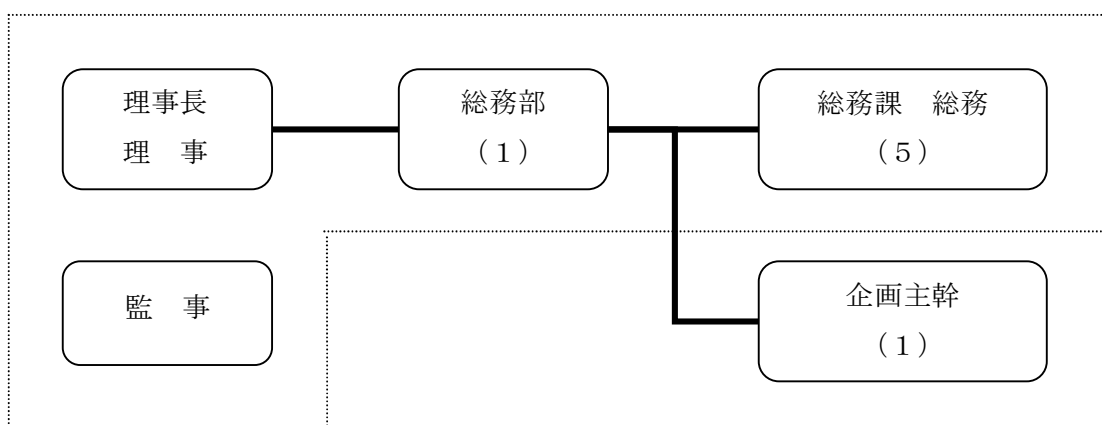 理事長
理　事
総務部
（１）
総務課　総務
（５）
監　事
企画主幹
（１）